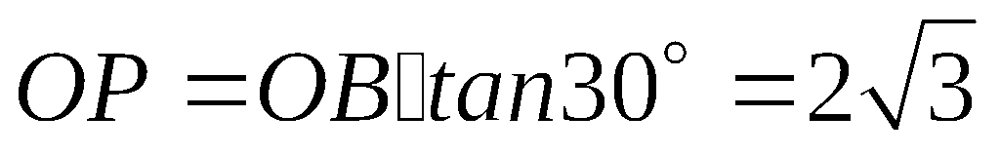 OP = OB▯tan30° = 2√3